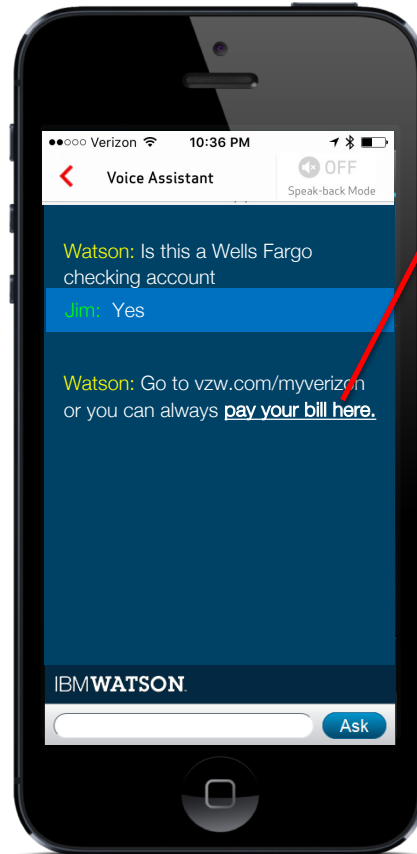 ●●○○○ Verizon 10:36 PM
Voice Assistant
OFF
Speak-back Mode
Watson: Is this a Wells Fargo
checking account
Jim: Yes
Watson: Go to vzw.com/myverizon
or you can always pay your bill here.
IBMWATSON.
Ask